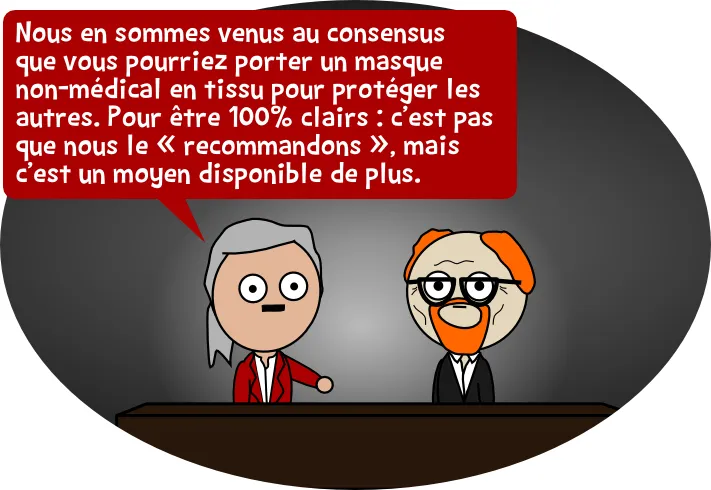 Nous en sommes venus au consensus
que vous pourriez porter un masque
non-médical en tissu pour protéger les
autres. Pour être 100% clairs : c'est pas
que nous le « recommandons », mais
c'est un moyen disponible de plus.